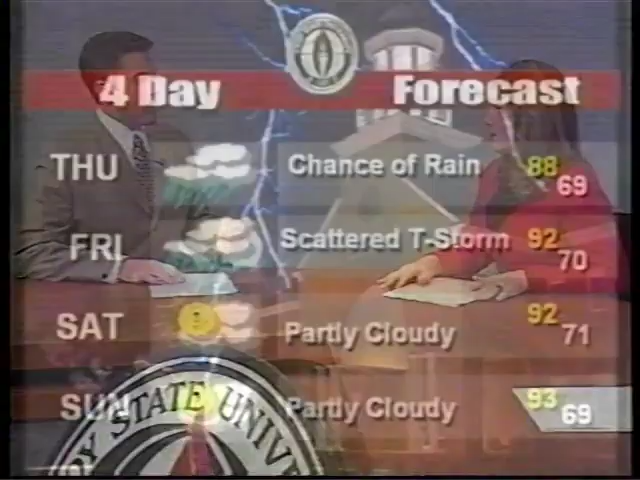 4 Day Forecast
THU Chance of Rain 88 69
FRI Scattered T-Storm 92 70
SAT Partly Cloudy 92 71
SUN Partly Cloudy 93 69
STATE UNIV